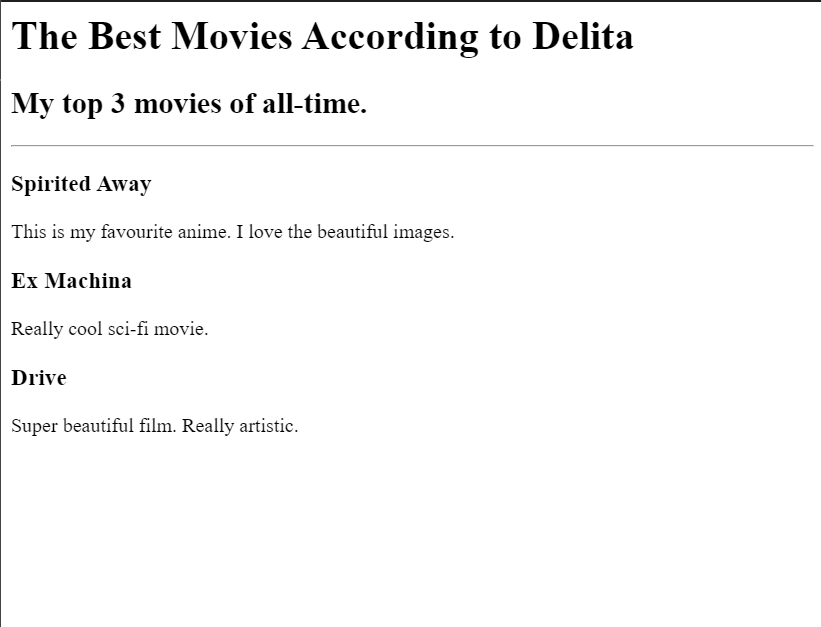 The Best Movies According to Delita
My top 3 movies of all-time.
Spirited Away
This is my favourite anime. I love the beautiful images.
Ex Machina
Really cool sci-fi movie.
Drive
Super beautiful film. Really artistic.